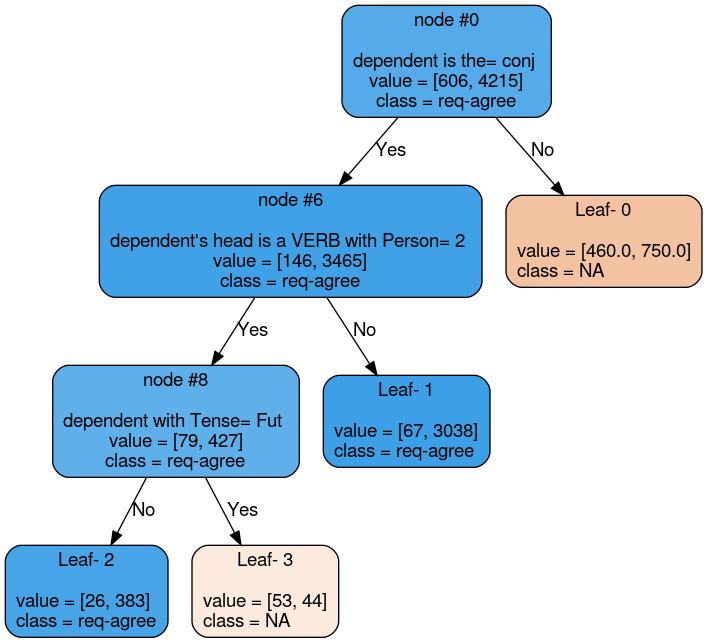 node #0
dependent is the= conj
value = [606, 4215]
class = req-agree
Yes
No
node #6
dependent's head is a VERB with Person= 2
value = [146, 3465]
class = req-agree
Leaf- 0
value = [460.0, 750.0]
class = NA
Yes
No
node #8
dependent with Tense= Fut
value = [79, 427]
class = req-agree
Leaf- 1
value = [67, 3038]
class = req-agree
No
Yes
Leaf- 2
value = [26, 383]
class = req-agree
Leaf- 3
value = [53, 44]
class = NA